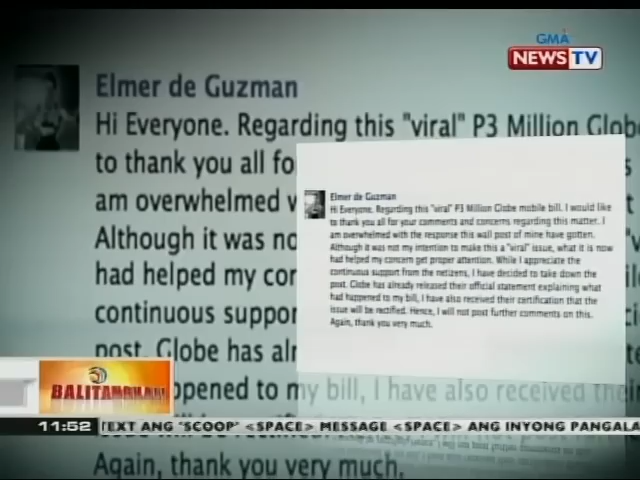 GMA
NEWS TV
Elmer de Guzman
Hi Everyone. Regarding this "viral" P3 Million Glob
to thank you all fo
am overwhelmed
Although it was no
had helped my con
continuous suppor
post. Globe has alr
ppened to my bill, I have also received their
Again, thank you very much.
Elmer de Guzman
Hi Everyone. Regarding this "viral" P3 Million Globe mobile bill. I would like
to thank you all for your comments and concerns regarding this matter. I
am overwhelmed with the response this wall post of mine have gotten.
Although it was not my intention to make this a "viral" issue, what it is now
had helped my concern get proper attention. While I appreciate the
continuous support from the netizens, I have decided to take down the
post. Globe has already released their official statement explaining what
had happened to my bill, I have also received their certification that the
issue will be rectified. Hence, I will not post further comments on this.
Again, thank you very much.
BALITANGHALI
11:52 TEXT ANG "SCOOP" <SPACE> MESSAGE <SPACE> ANG INYONG PANGALA